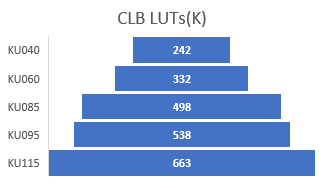 CLB LUTs(K)
KU040 242
KU060 332
KU085 498
KU095 538
KU115 663